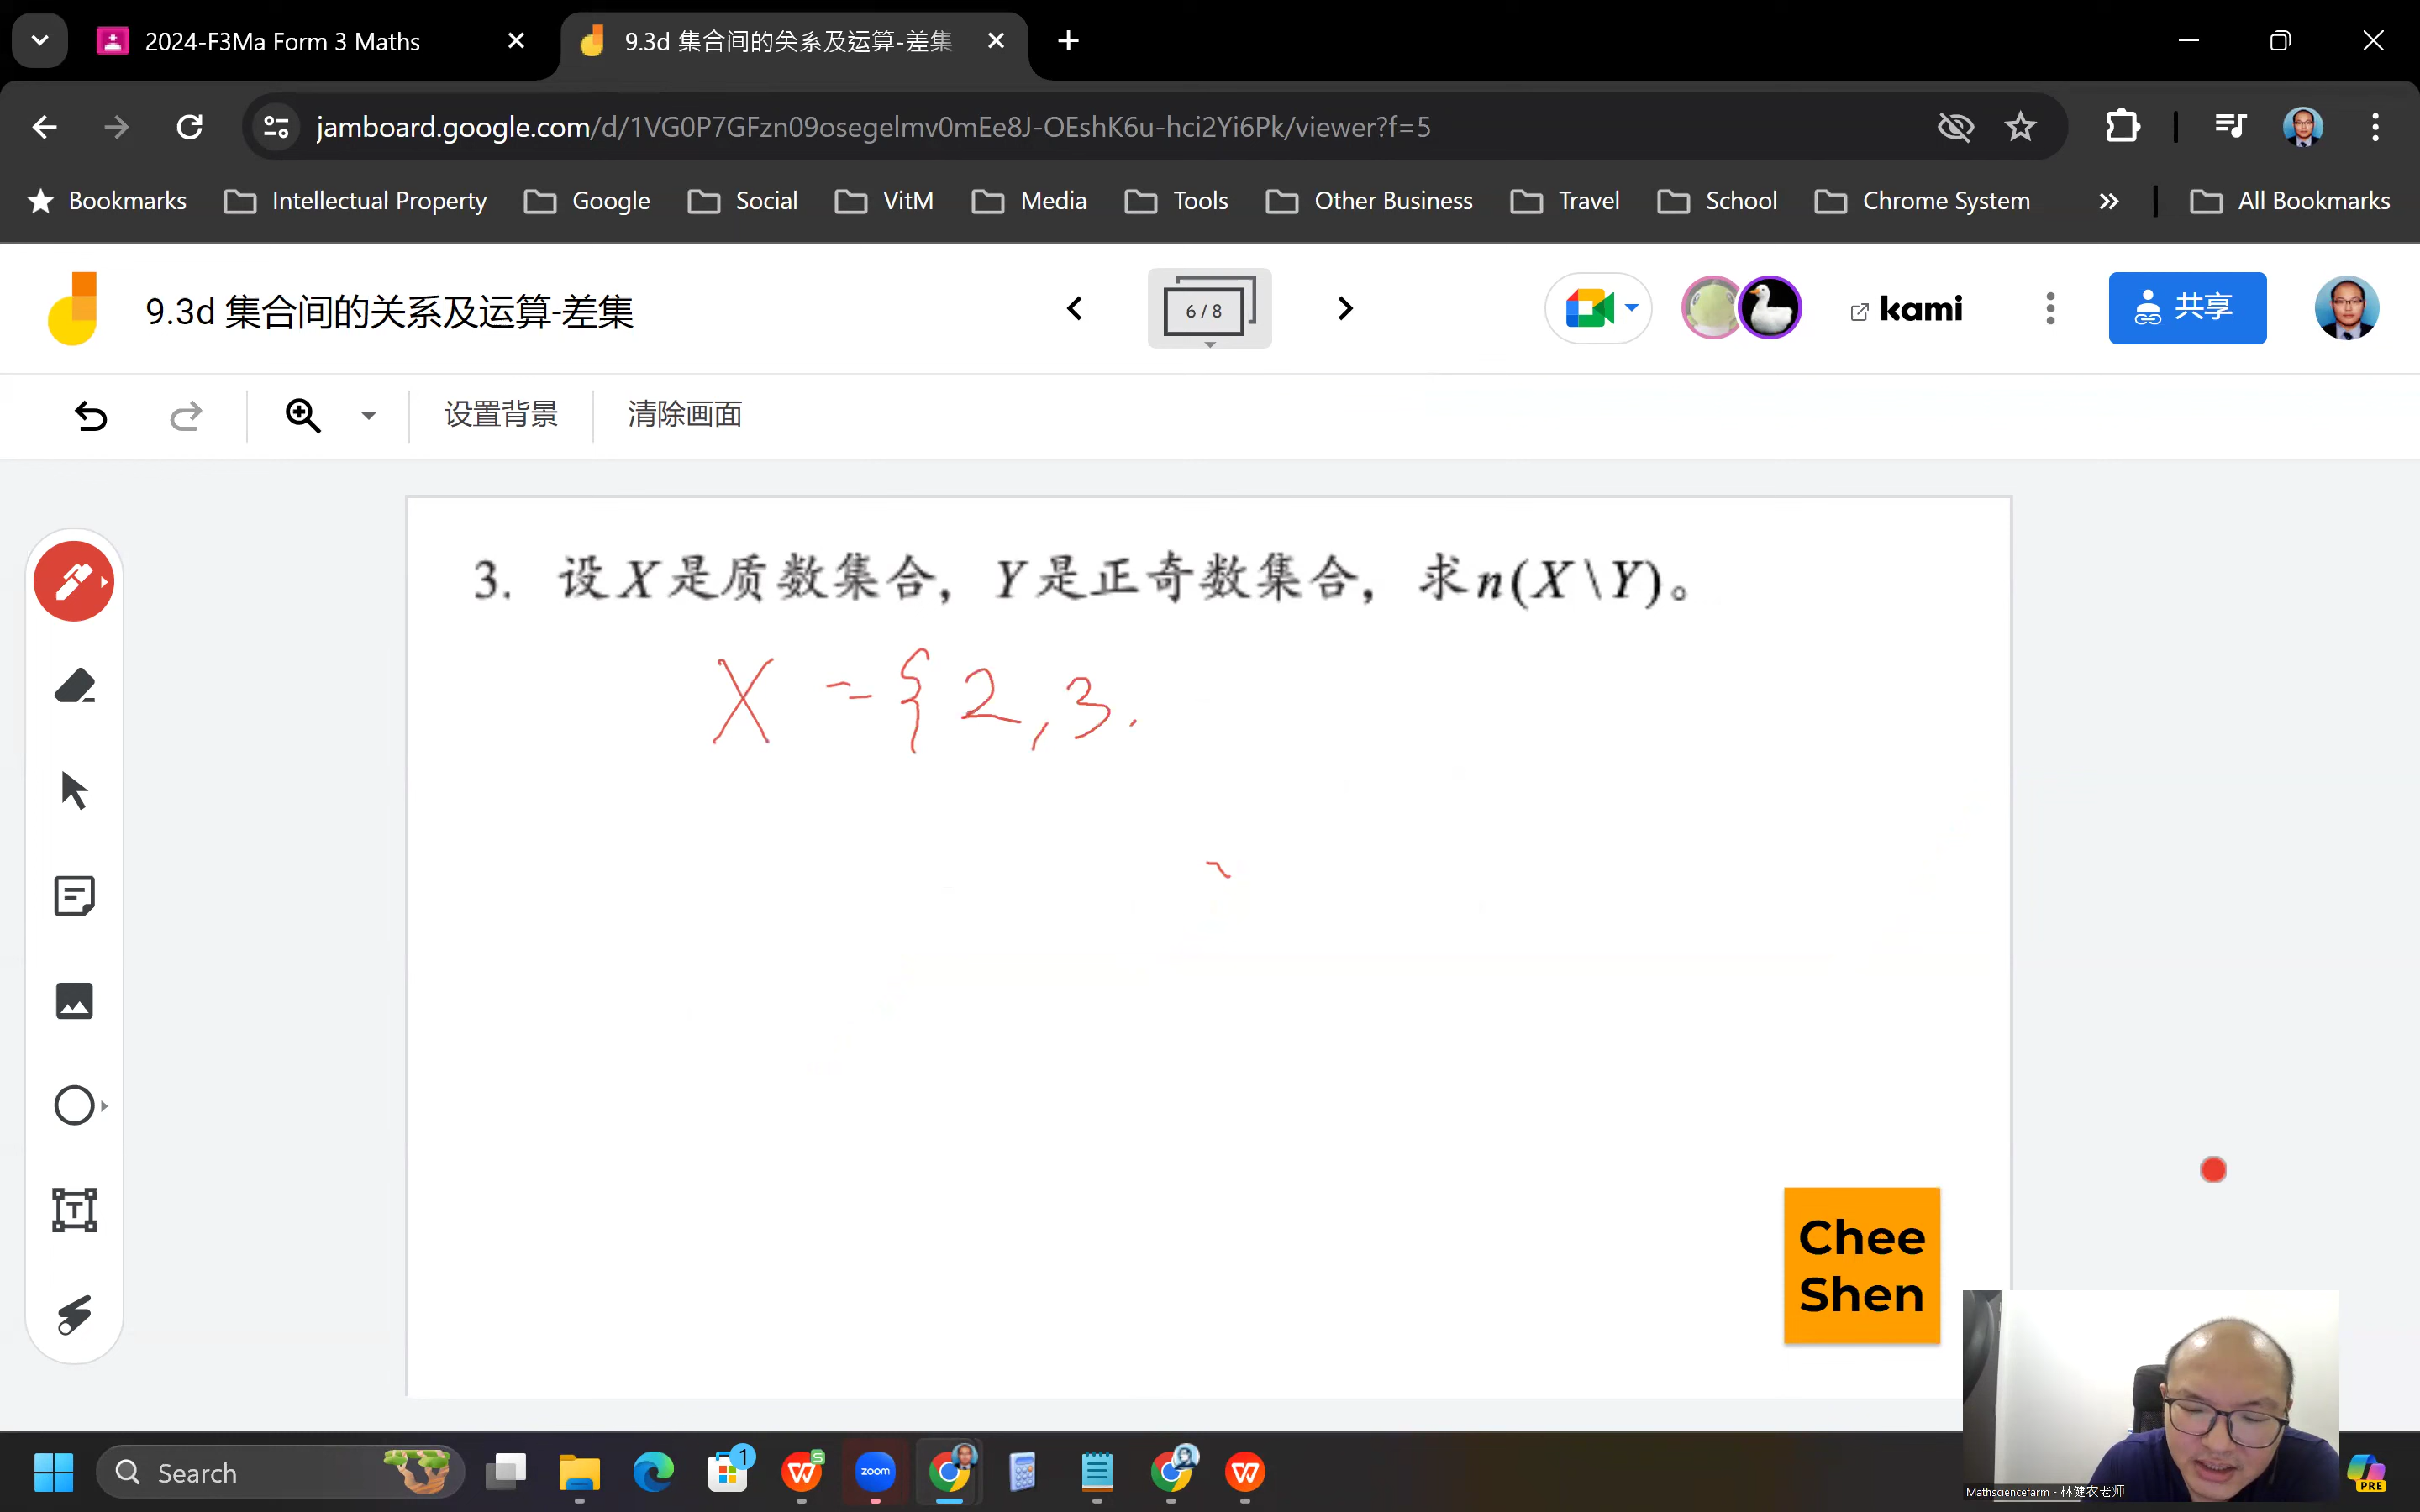 2024-F3Ma Form 3 Maths
9.3d 集合间的关系及运算-差集
jamboard.google.com/d/1VG0P7GFzn09osegelmv0mEe8J-OEshK6u-hci2Yi6Pk/viewer?f=5
Bookmarks Intellectual Property Google Social VitM Media Tools Other Business Travel School Chrome System » All Bookmarks
9.3d 集合间的关系及运算-差集 6 / 8 kami 共享
设置背景 清除画面
3. 设X是质数集合，Y是正奇数集合，求n(X\Y)。
X = { 2, 3.
Chee
Shen
Mathsciencefarm - 林健农老师
Search 1 zoom PRE